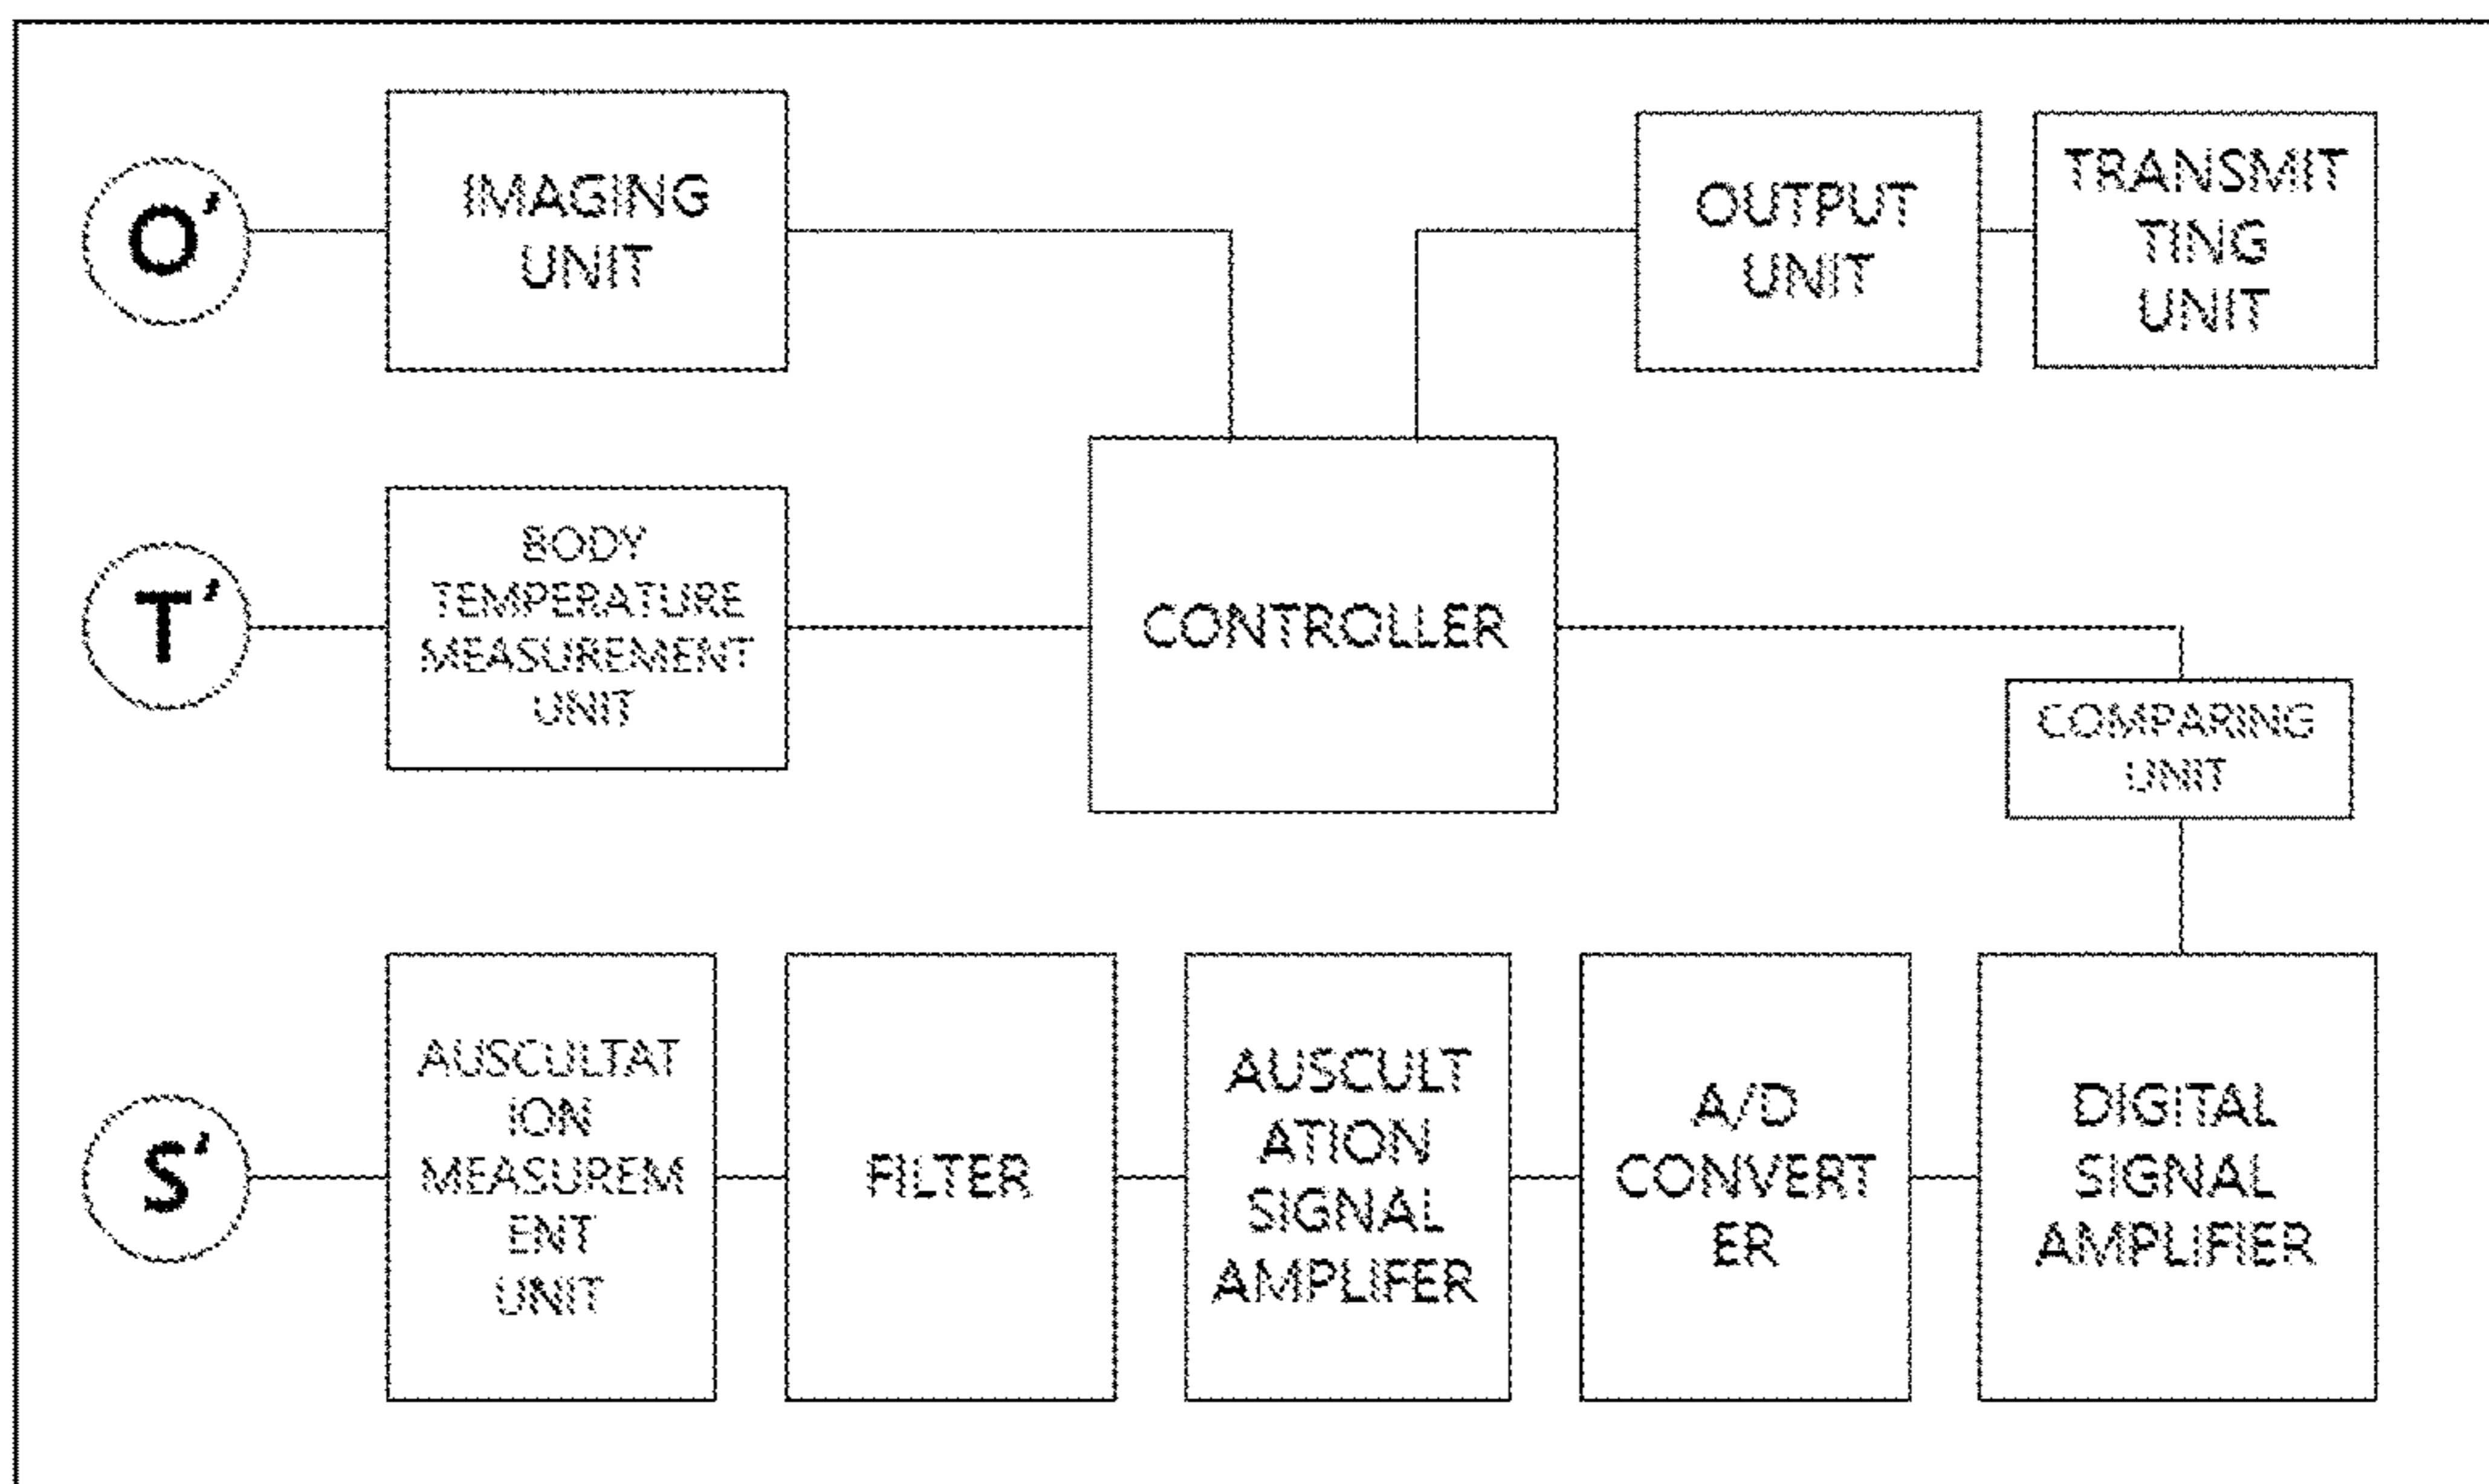 O'
IMAGING
UNIT
OUTPUT
UNIT
TRANSMIT
TING
UNIT
T'
BODY
TEMPERATURE
MEASUREMENT
UNIT
CONTROLLER
COMPARING
UNIT
S'
AUSCULTAT
ION
MEASUREM
ENT
UNIT
FILTER
AUSCULT
ATION
SIGNAL
AMPLIFER
A/D
CONVERT
ER
DIGITAL
SIGNAL
AMPLIFIER